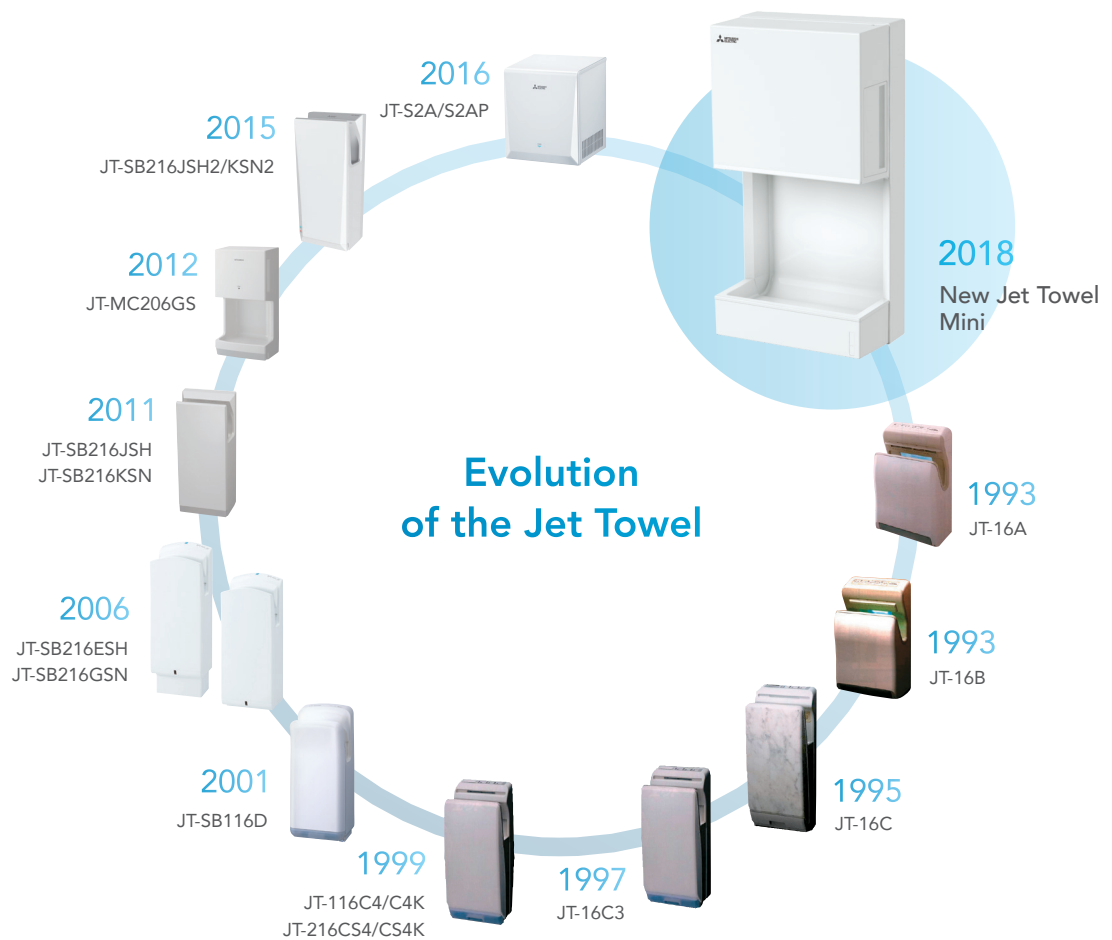 Evolution
of the Jet Towel
1993
JT-16A
1993
JT-16B
1995
JT-16C
1997
JT-16C3
1999
JT-116C4/C4K
JT-216CS4/CS4K
2001
JT-SB116D
2006
JT-SB216ESH
JT-SB216GSN
2011
JT-SB216JSH
JT-SB216KSN
2012
JT-MC206GS
2015
JT-SB216JSH2/KSN2
2016
JT-S2A/S2AP
2018
New Jet Towel
Mini
MITSUBISHI
ELECTRIC